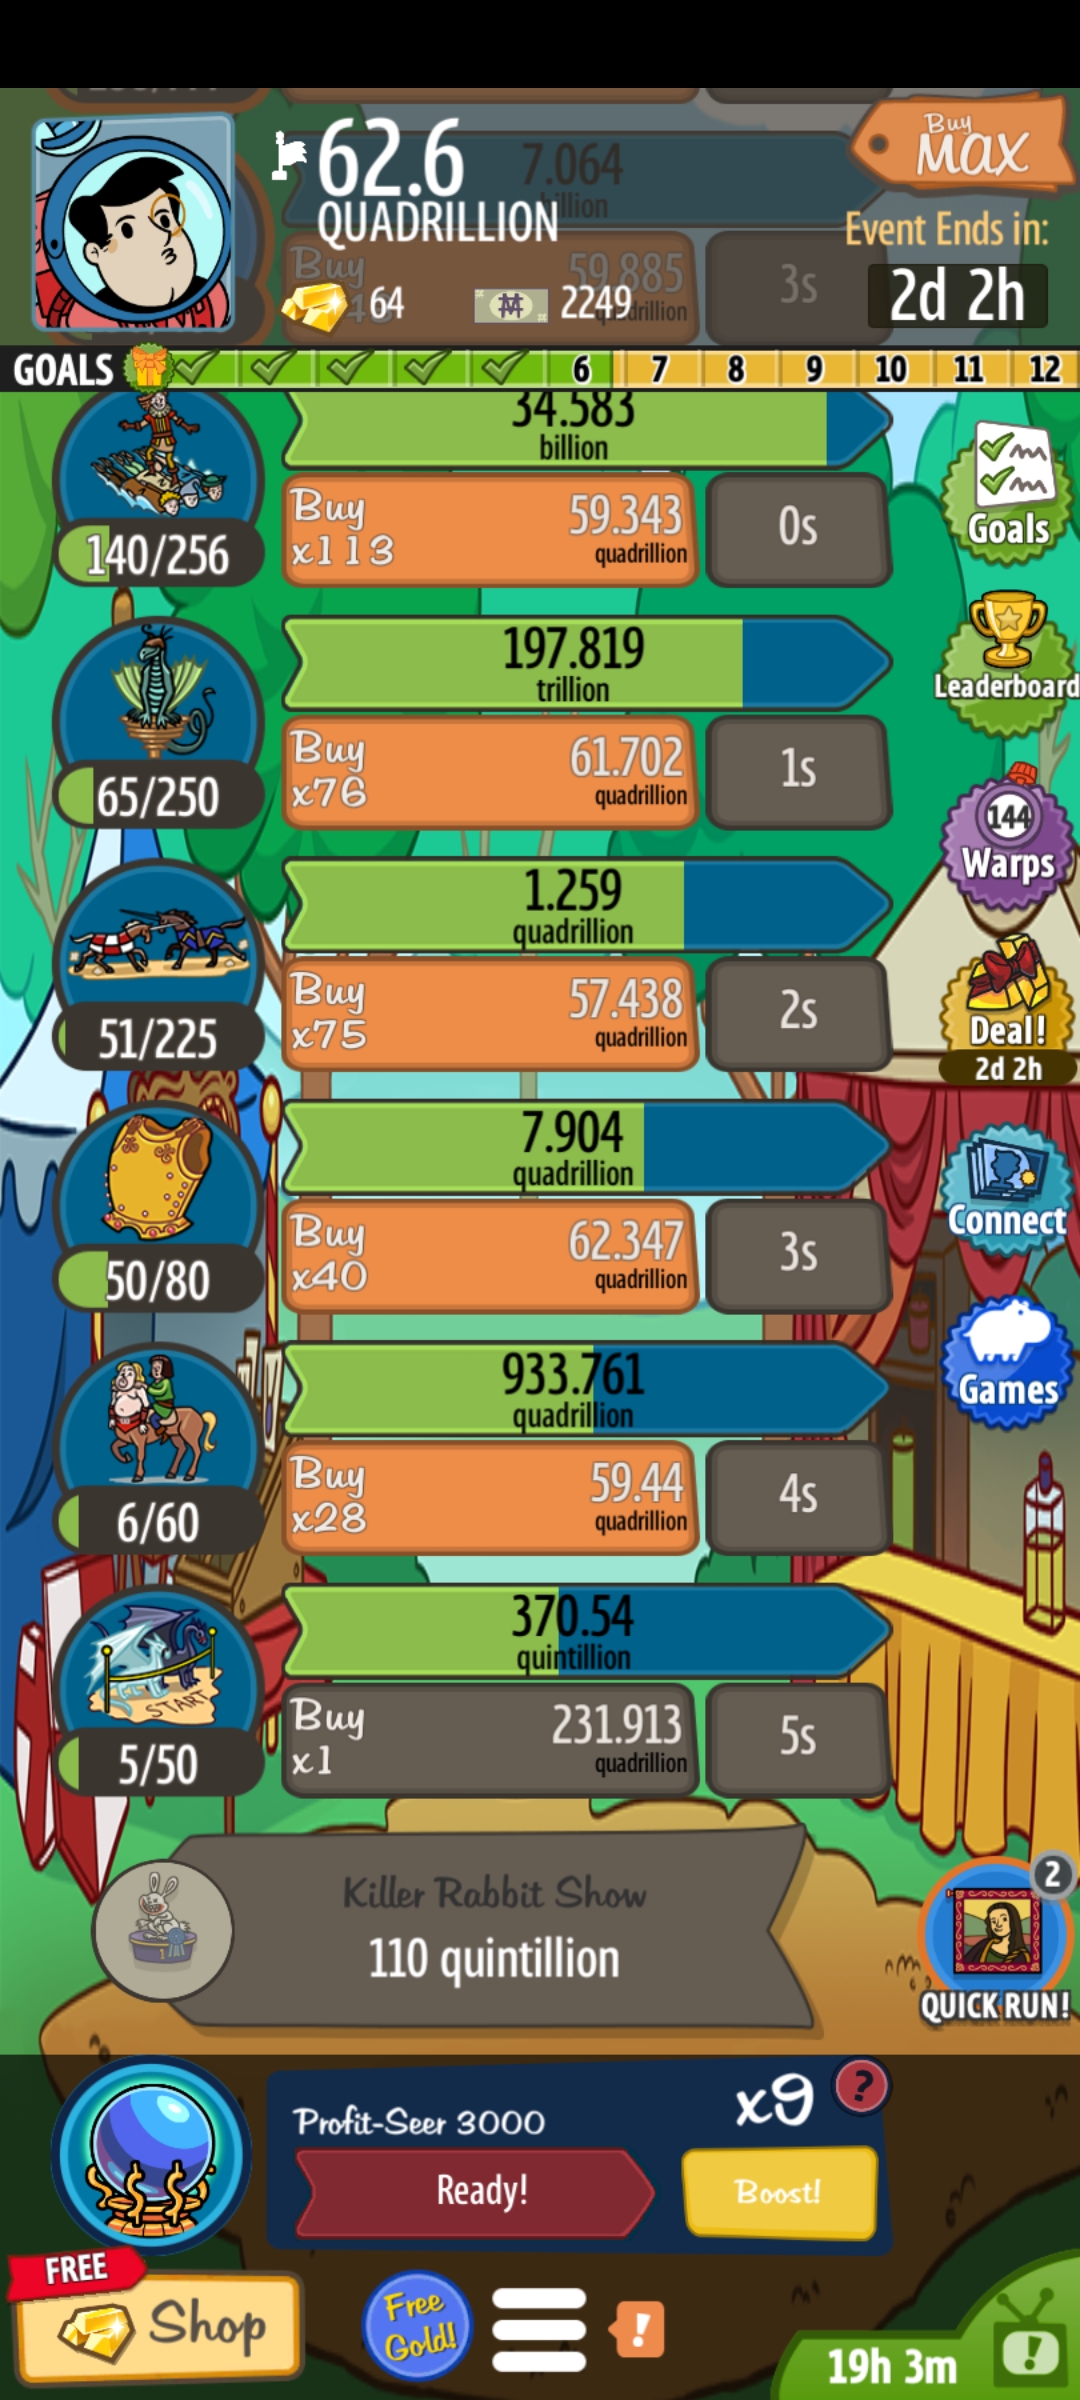 62.6
QUADRILLION
64
2249
Buy
MAX
Event Ends in:
2d 2h
7.064
Buy
59.885
3s
GOALS
6 7 8 9 10 11 12
34.583
billion
Buy
x113
59.343
quadrillion
0s
140/256
Goals
197.819
trillion
Buy
x76
61.702
quadrillion
1s
65/250
Leaderboard
144
Warps
1.259
quadrillion
Buy
x75
57.438
quadrillion
2s
51/225
Deal!
2d 2h
7.904
quadrillion
Buy
x40
62.347
quadrillion
3s
50/80
Connect
933.761
quadrillion
Buy
x28
59.44
quadrillion
4s
6/60
Games
370.54
quintillion
Buy
x1
231.913
quadrillion
5s
5/50
START
Killer Rabbit Show
110 quintillion
1
2
QUICK RUN!
Profit-Seer 3000
x9
?
Ready!
Boost!
FREE
Shop
Free
Gold!
!
19h 3m
!